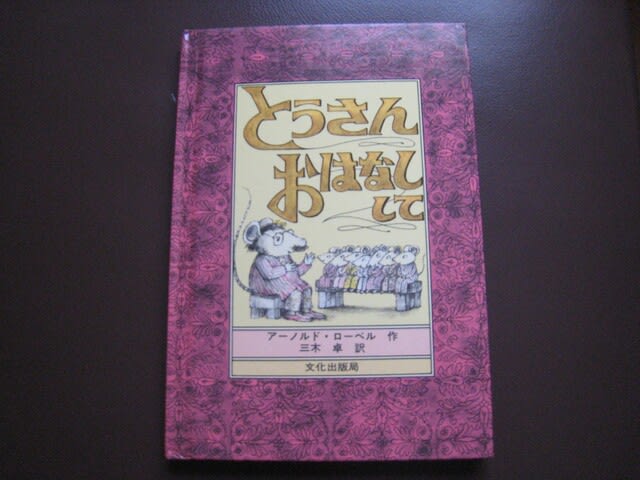 とうさん
おはなし
して
アーノルド・ローベル 作
三木 卓 訳
文化出版局